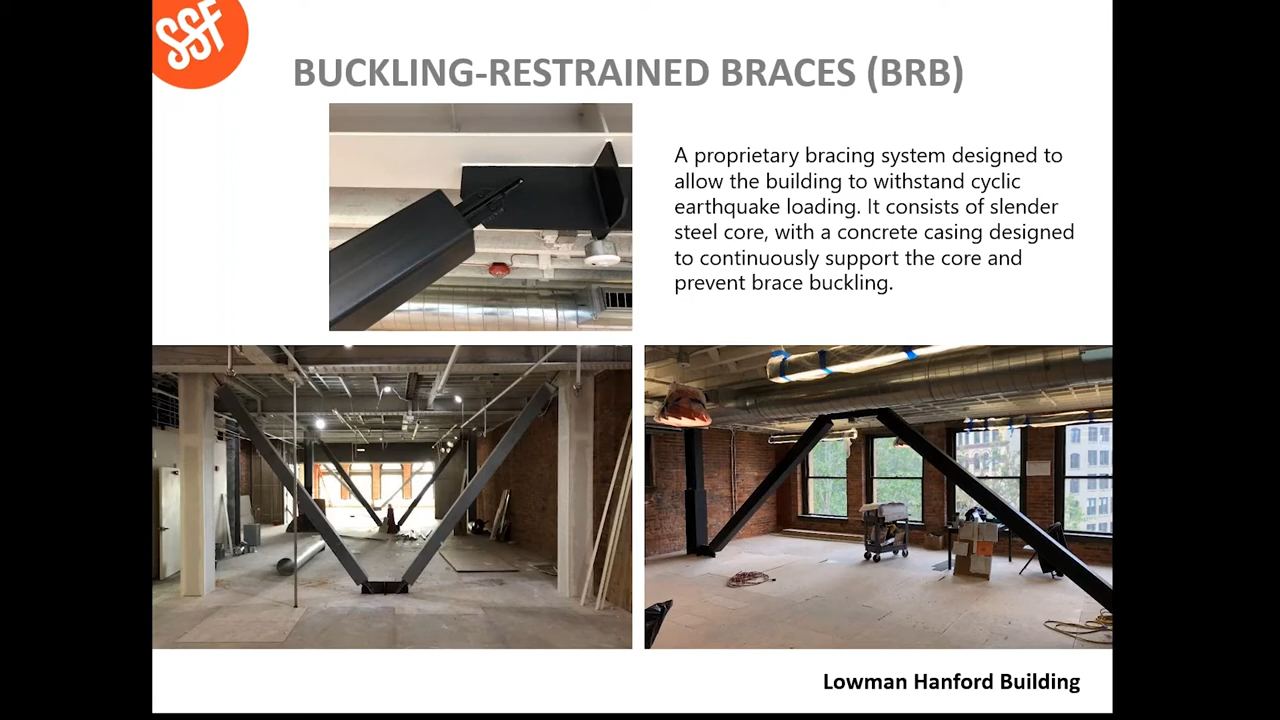 SSF
BUCKLING-RESTRAINED BRACES (BRB)
A proprietary bracing system designed to
allow the building to withstand cyclic
earthquake loading. It consists of slender
steel core, with a concrete casing designed
to continuously support the core and
prevent brace buckling.
Lowman Hanford Building